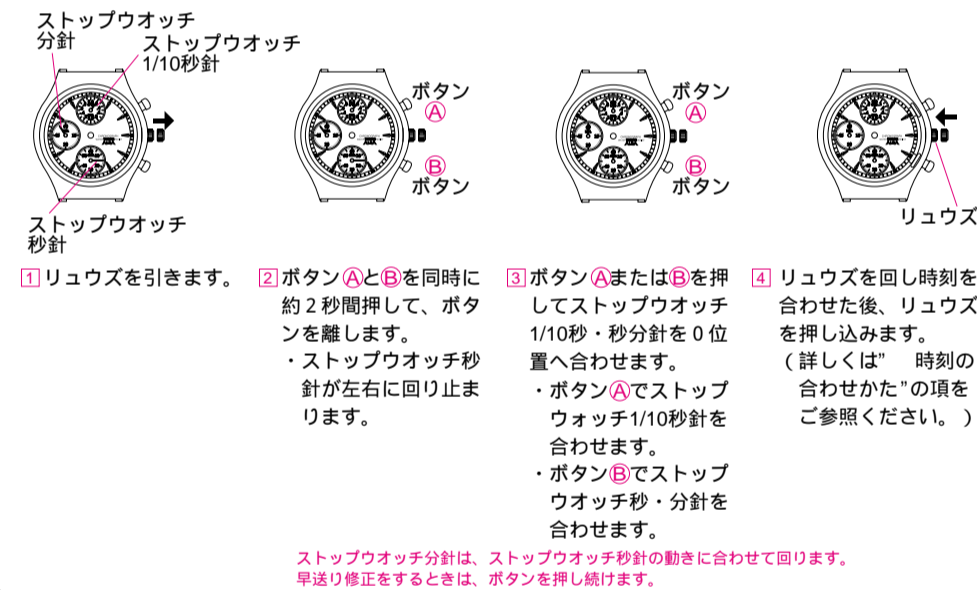 ストップウオッチ
分針
ストップウオッチ
1/10秒針
ストップウオッチ
秒針
ボタン
Ⓐ
Ⓑ
ボタン
ボタン
Ⓐ
Ⓑ
ボタン
リュウズ
1 リュウズを引きます。
2 ボタンⒶとⒷを同時に
約2秒間押して、ボタ
ンを離します。
・ストップウオッチ秒
針が左右に回り止ま
ります。
3 ボタンⒶまたはⒷを押
してストップウオッチ
1/10秒・秒分針を0位
置へ合わせます。
・ボタンⒶでストップ
ウォッチ1/10秒針を
合わせます。
・ボタンⒷでストップ
ウオッチ秒・分針を
合わせます。
4 リュウズを回し時刻を
合わせた後、リュウズ
を押し込みます。
(詳しくは” 時刻の
合わせかた”の項を
ご参照ください。)
ストップウオッチ分針は、ストップウオッチ秒針の動きに合わせて回ります。
早送り修正をするときは、ボタンを押し続けます。